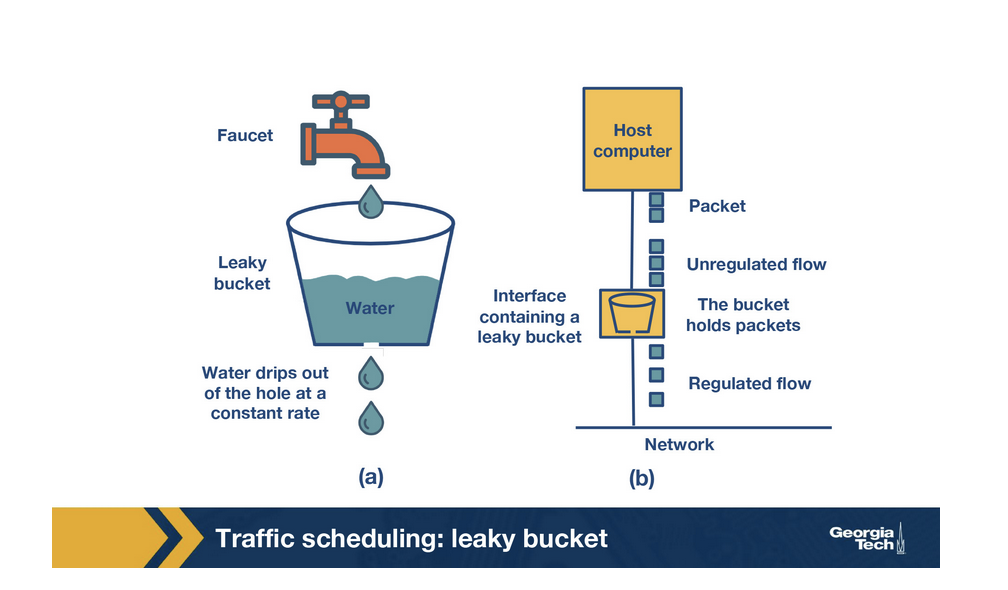 Faucet
Leaky
bucket
Water
Water drips out
of the hole at a
constant rate
(a)
Host
computer
Packet
Unregulated flow
Interface
containing a
leaky bucket
The bucket
holds packets
Regulated flow
Network
(b)
Traffic scheduling: leaky bucket
Georgia
Tech